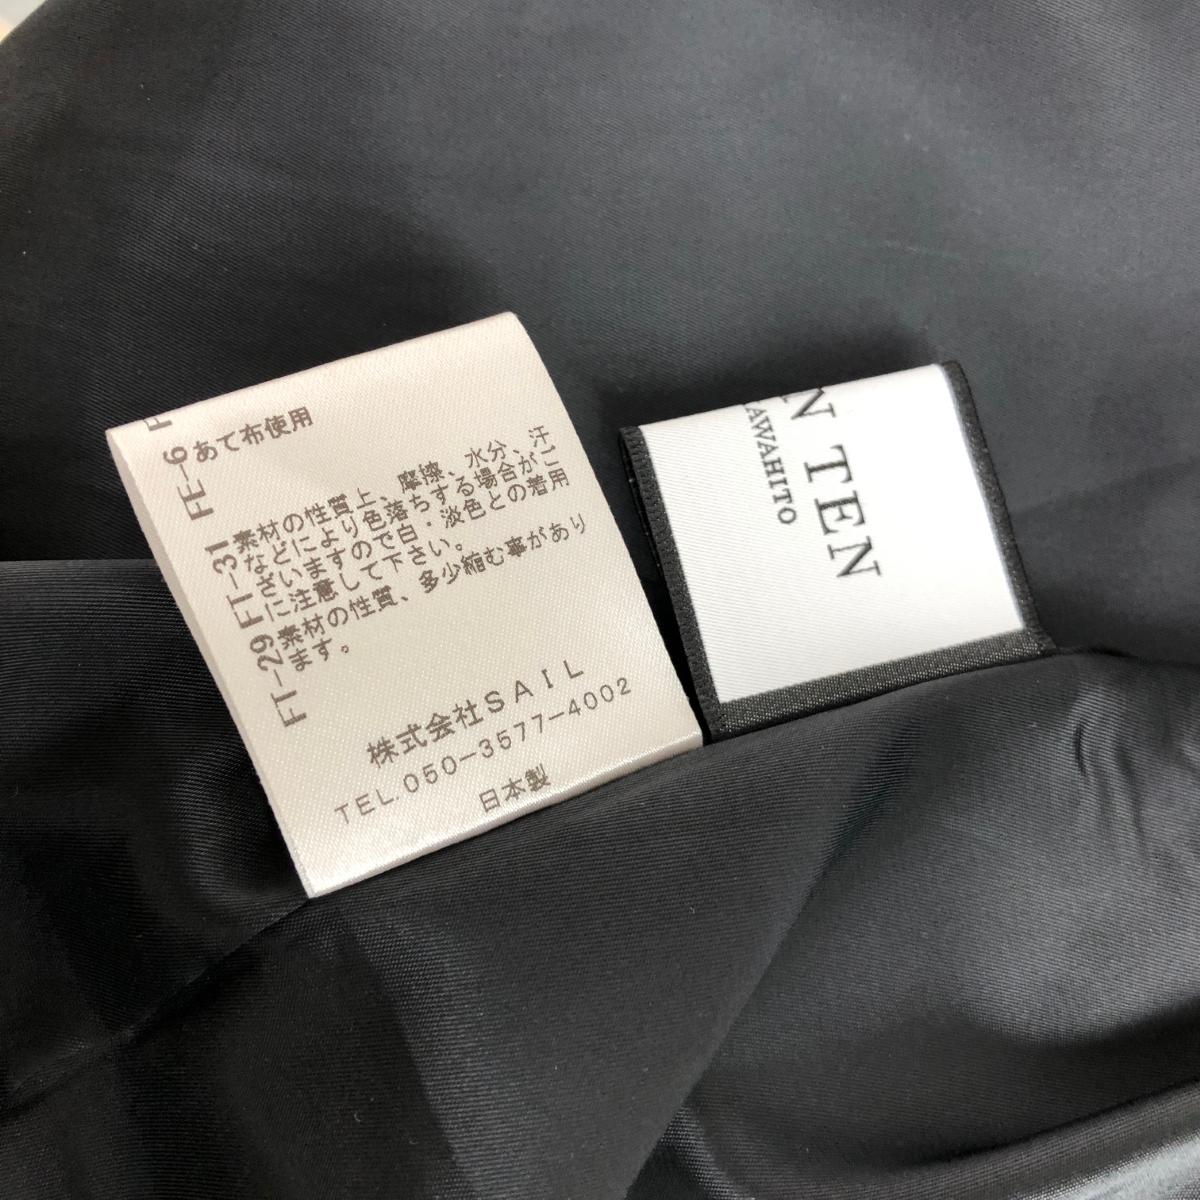 FE-6
あて布使用
FT-31
素材の性質上、摩擦、水分、汗
などにより色落ちする場合がご
ざいますので白・淡色との着用
に注意して下さい。
FT-29
素材の性質、多少縮む事があり
ます。
株式会社SAIL
TEL.050-3577-4002
日本製
N TEN
AWAHITO